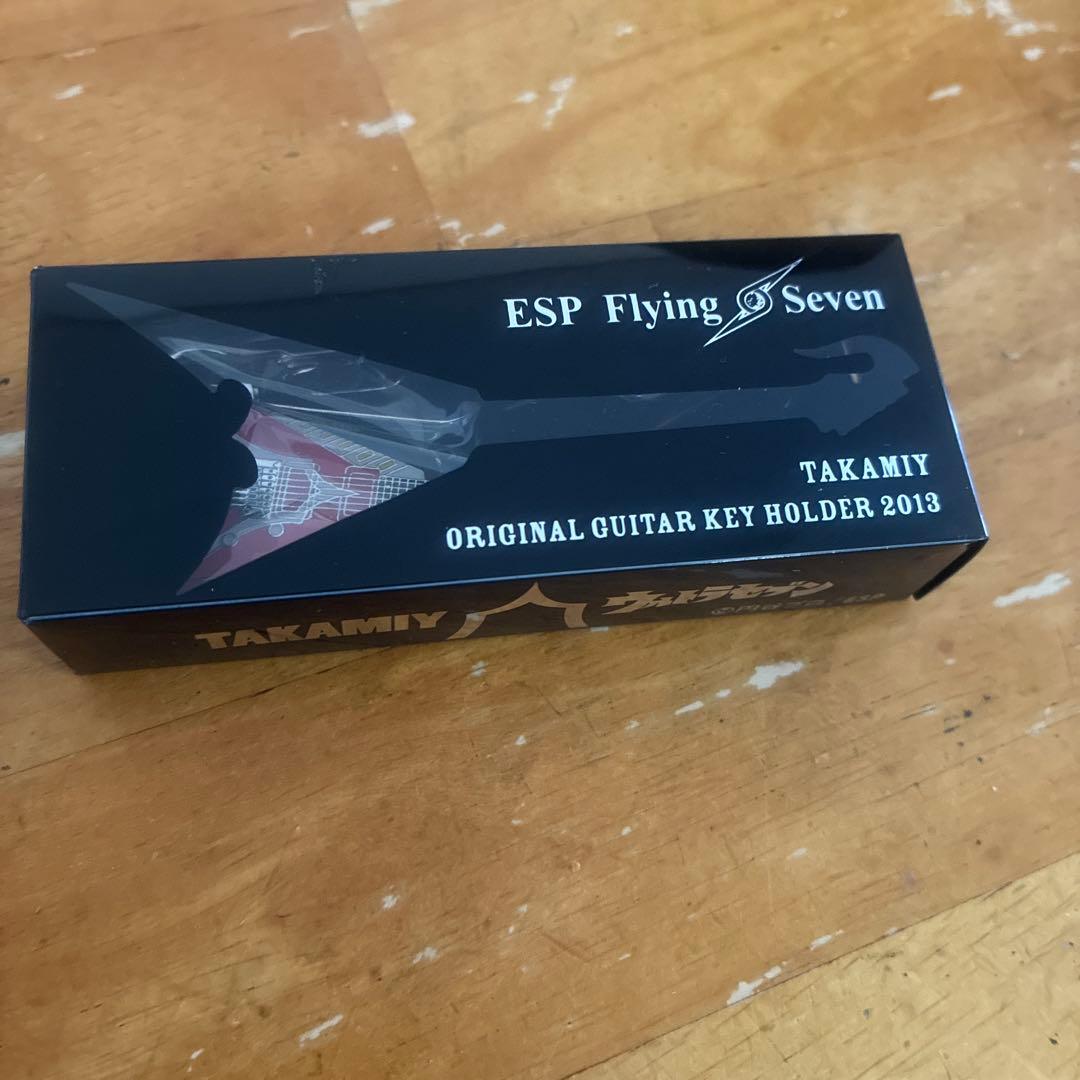 ESP Flying Seven
TAKAMIY
ORIGINAL GUITAR KEY HOLDER 2013
TAKAMIY ウルトラセブン